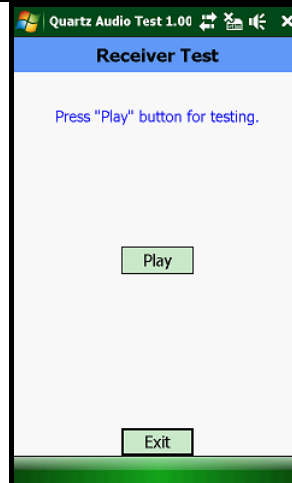 Quartz Audio Test 1.00
Receiver Test
Press "Play" button for testing.
Play
Exit